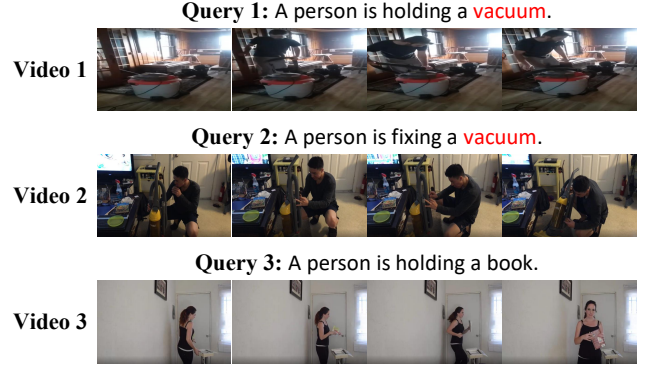 Query 1: A person is holding a vacuum.
Video 1
Query 2: A person is fixing a vacuum.
Video 2
Query 3: A person is holding a book.
Video 3